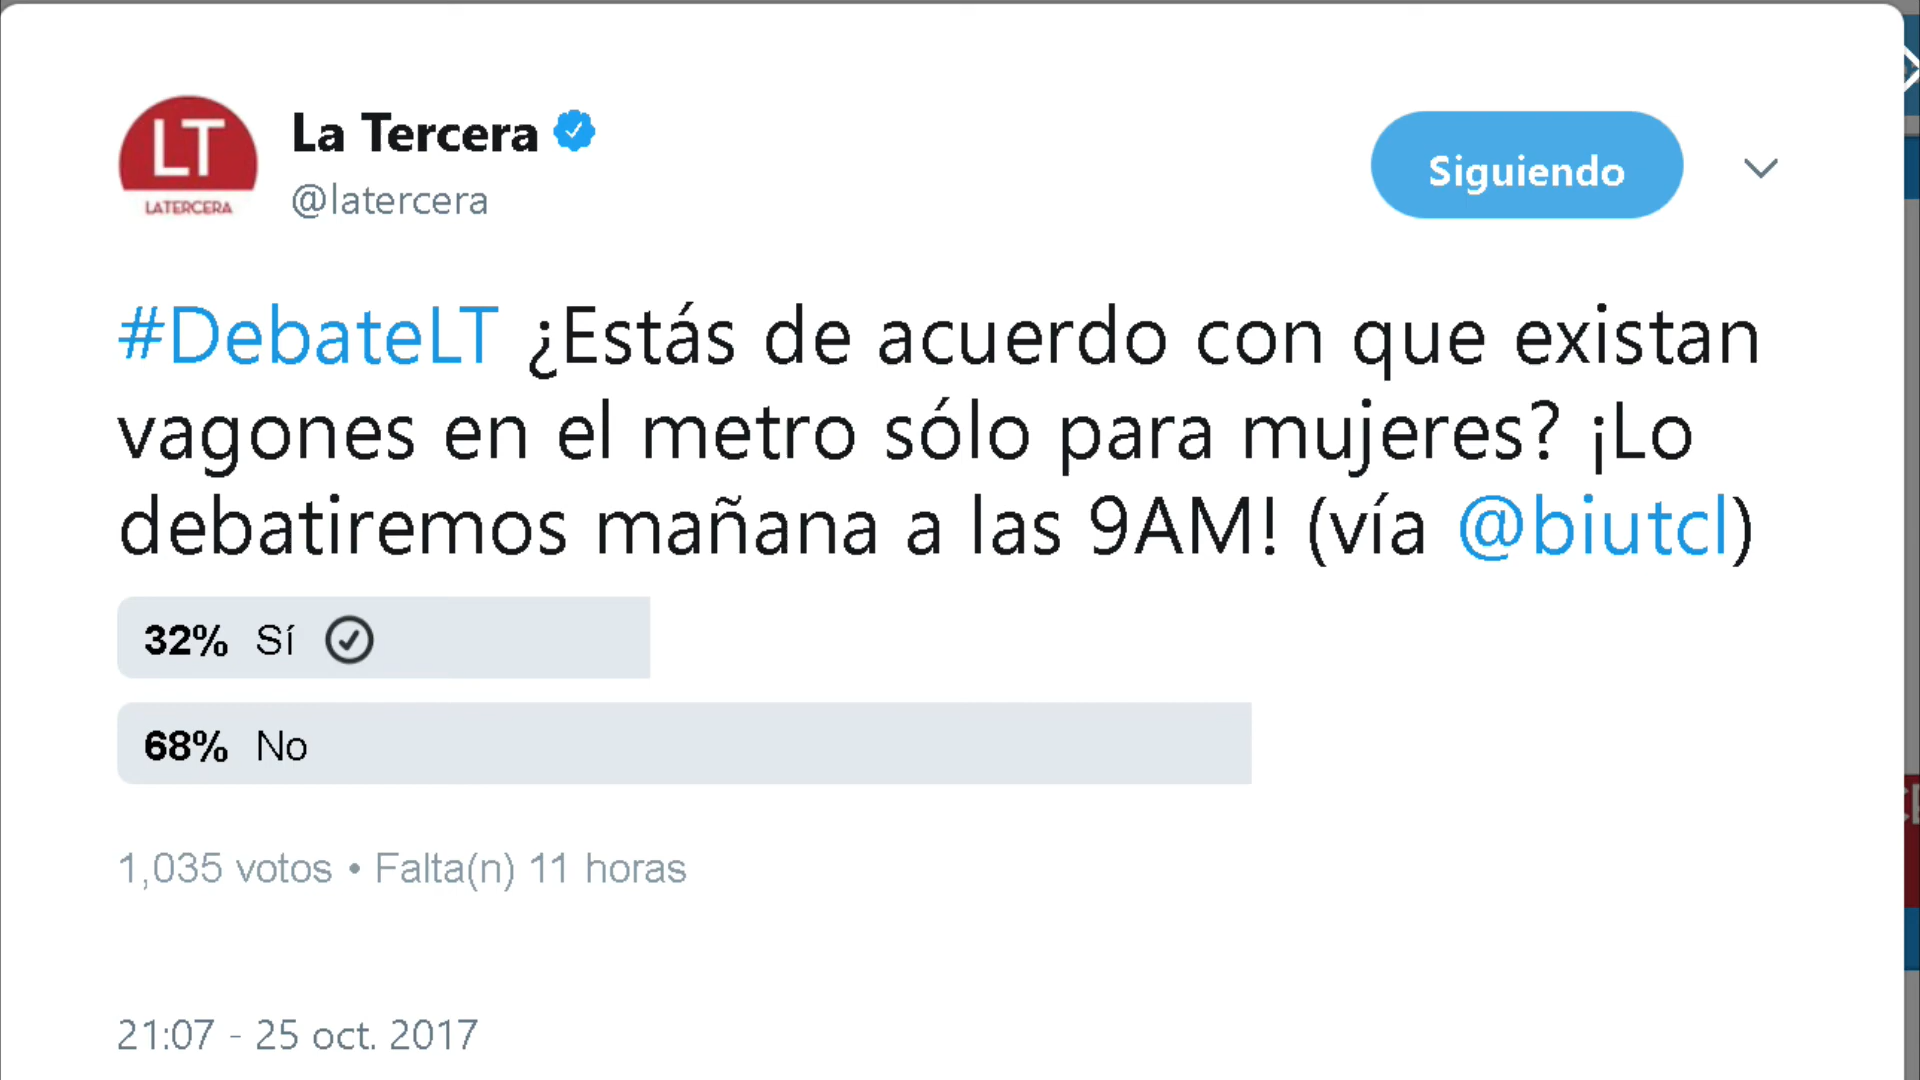 LT
LATERCERA
La Tercera
@latercera
Siguiendo
#DebateLT ¿Estás de acuerdo con que existan
vagones en el metro sólo para mujeres? ¡Lo
debatiremos mañana a las 9AM! (vía @biutcl)
32% Sí
68% No
1,035 votos • Falta(n) 11 horas
21:07 - 25 oct. 2017